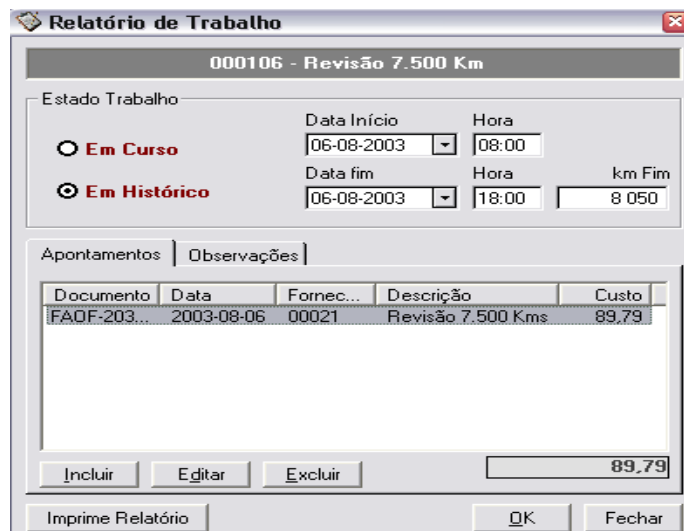 Relatório de Trabalho
000106 - Revisão 7.500 Km
Estado Trabalho
Data Início Hora
Em Curso 06-08-2003 08:00
Data fim Hora km Fim
Em Histórico 06-08-2003 18:00 8 050
Apontamentos Observações
Documento Data Fornec... Descrição Custo
FAOF-203... 2003-08-06 00021 Revisão 7.500 Kms 89,79
Incluir Editar Excluir 89,79
Imprime Relatório OK Fechar